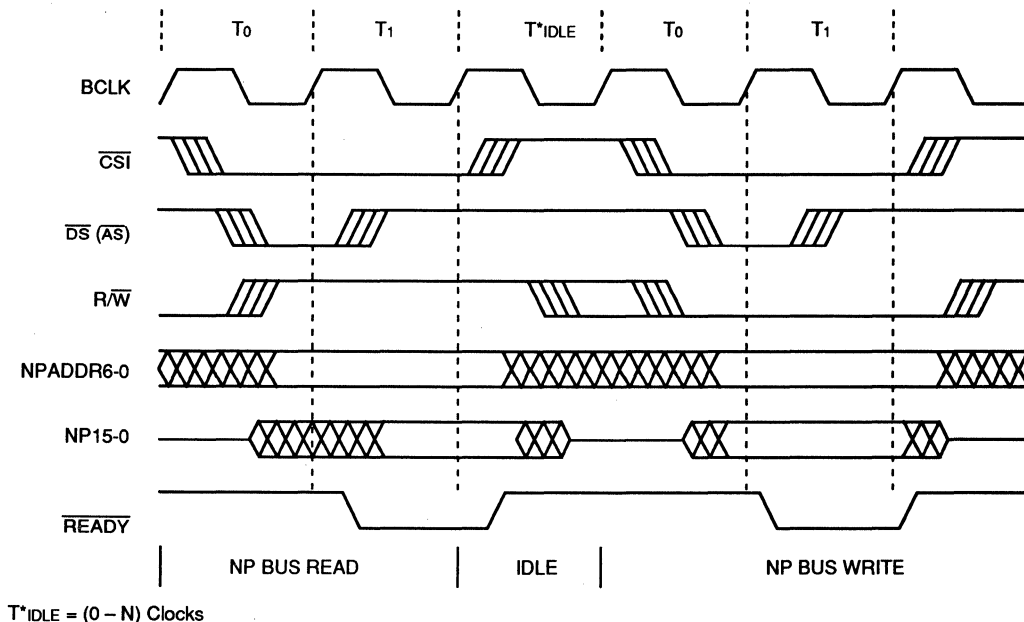 T0 T1 T*IDLE T0 T1
BCLK
CSI
DS (AS)
R/W
NPADDR6-0
NP15-0
READY
NP BUS READ IDLE NP BUS WRITE
T*IDLE = (0 – N) Clocks